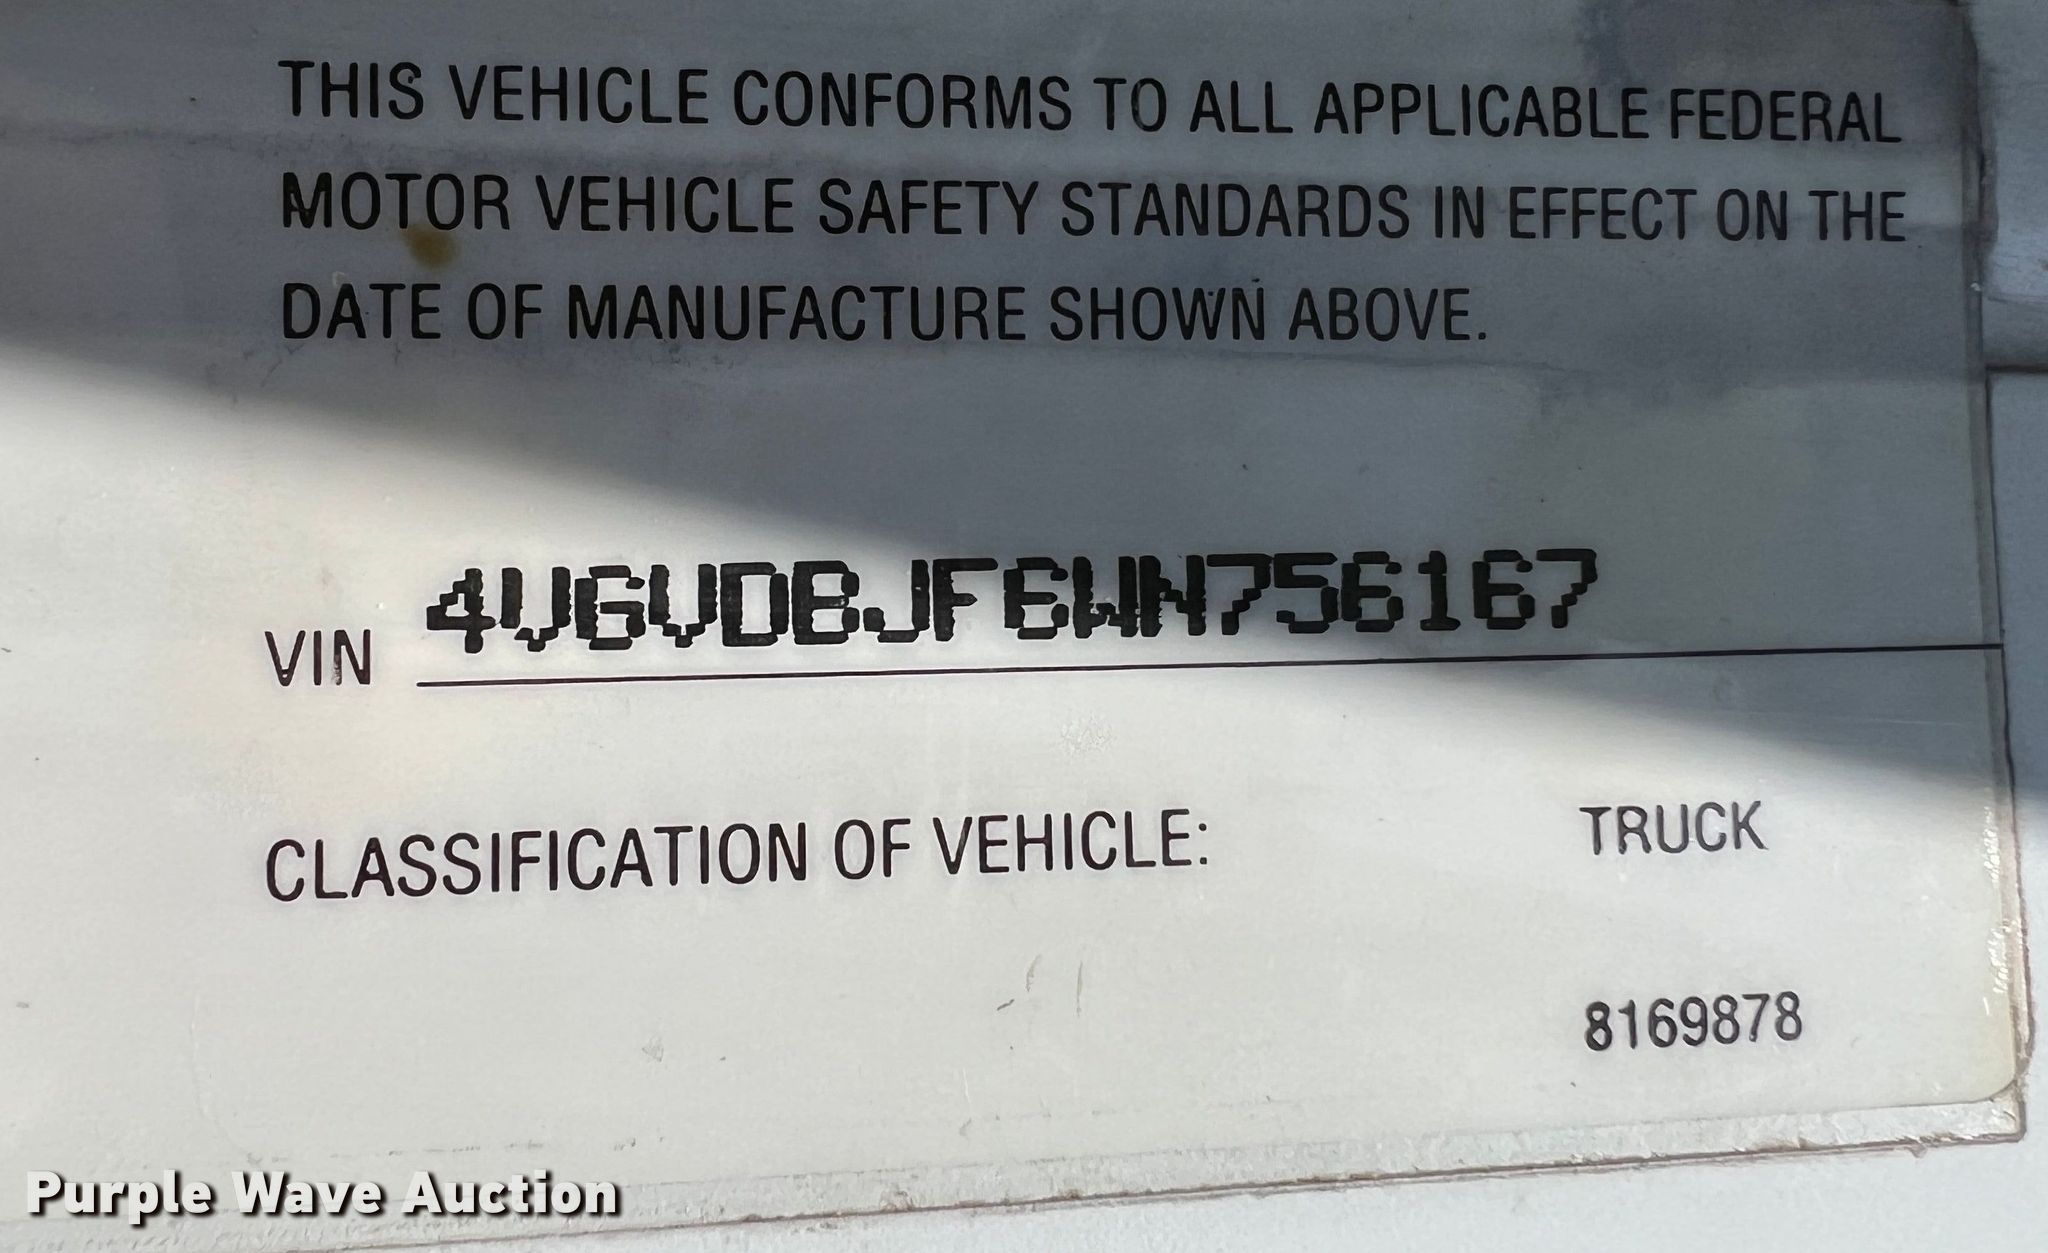 THIS VEHICLE CONFORMS TO ALL APPLICABLE FEDERAL
MOTOR VEHICLE SAFETY STANDARDS IN EFFECT ON THE
DATE OF MANUFACTURE SHOWN ABOVE.
VIN 4VGVDBJF6WN756167
CLASSIFICATION OF VEHICLE: TRUCK
8169878
Purple Wave Auction